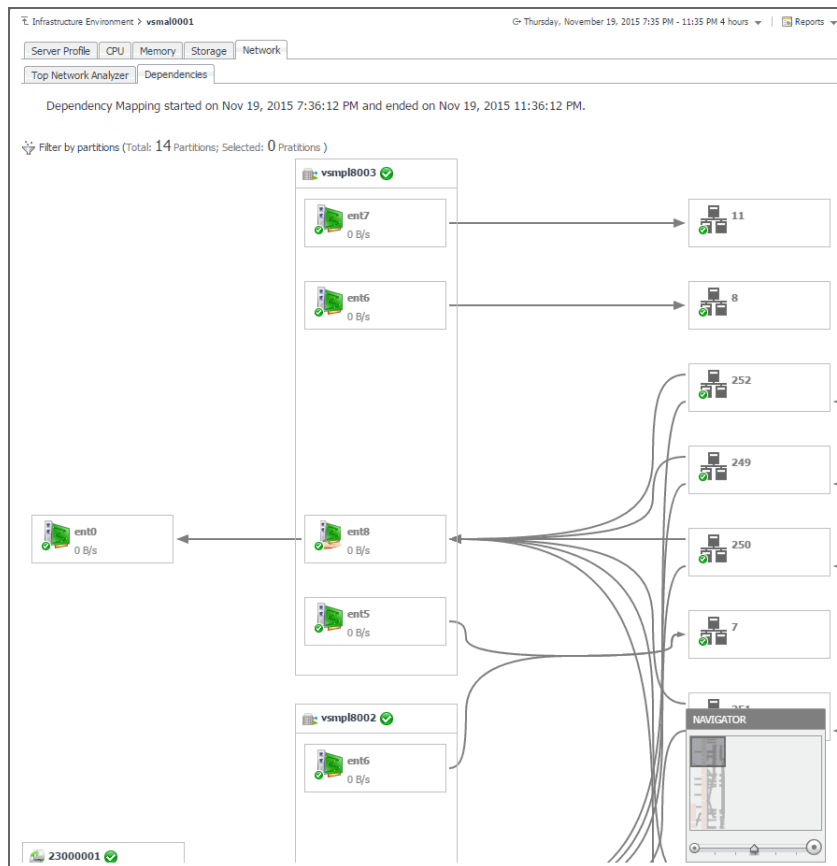 Infrastructure Environment > vsmal0001
Thursday, November 19, 2015 7:35 PM - 11:35 PM 4 hours
Reports
Server Profile
CPU
Memory
Storage
Network
Top Network Analyzer
Dependencies
Dependency Mapping started on Nov 19, 2015 7:36:12 PM and ended on Nov 19, 2015 11:36:12 PM.
Filter by partitions (Total: 14 Partitions; Selected: 0 Pratitions )
vsmpl8003
ent7
0 B/s
11
ent6
0 B/s
8
252
249
ent0
0 B/s
ent8
0 B/s
250
ent5
0 B/s
7
vsmpl8002
NAVIGATOR
ent6
0 B/s
23000001